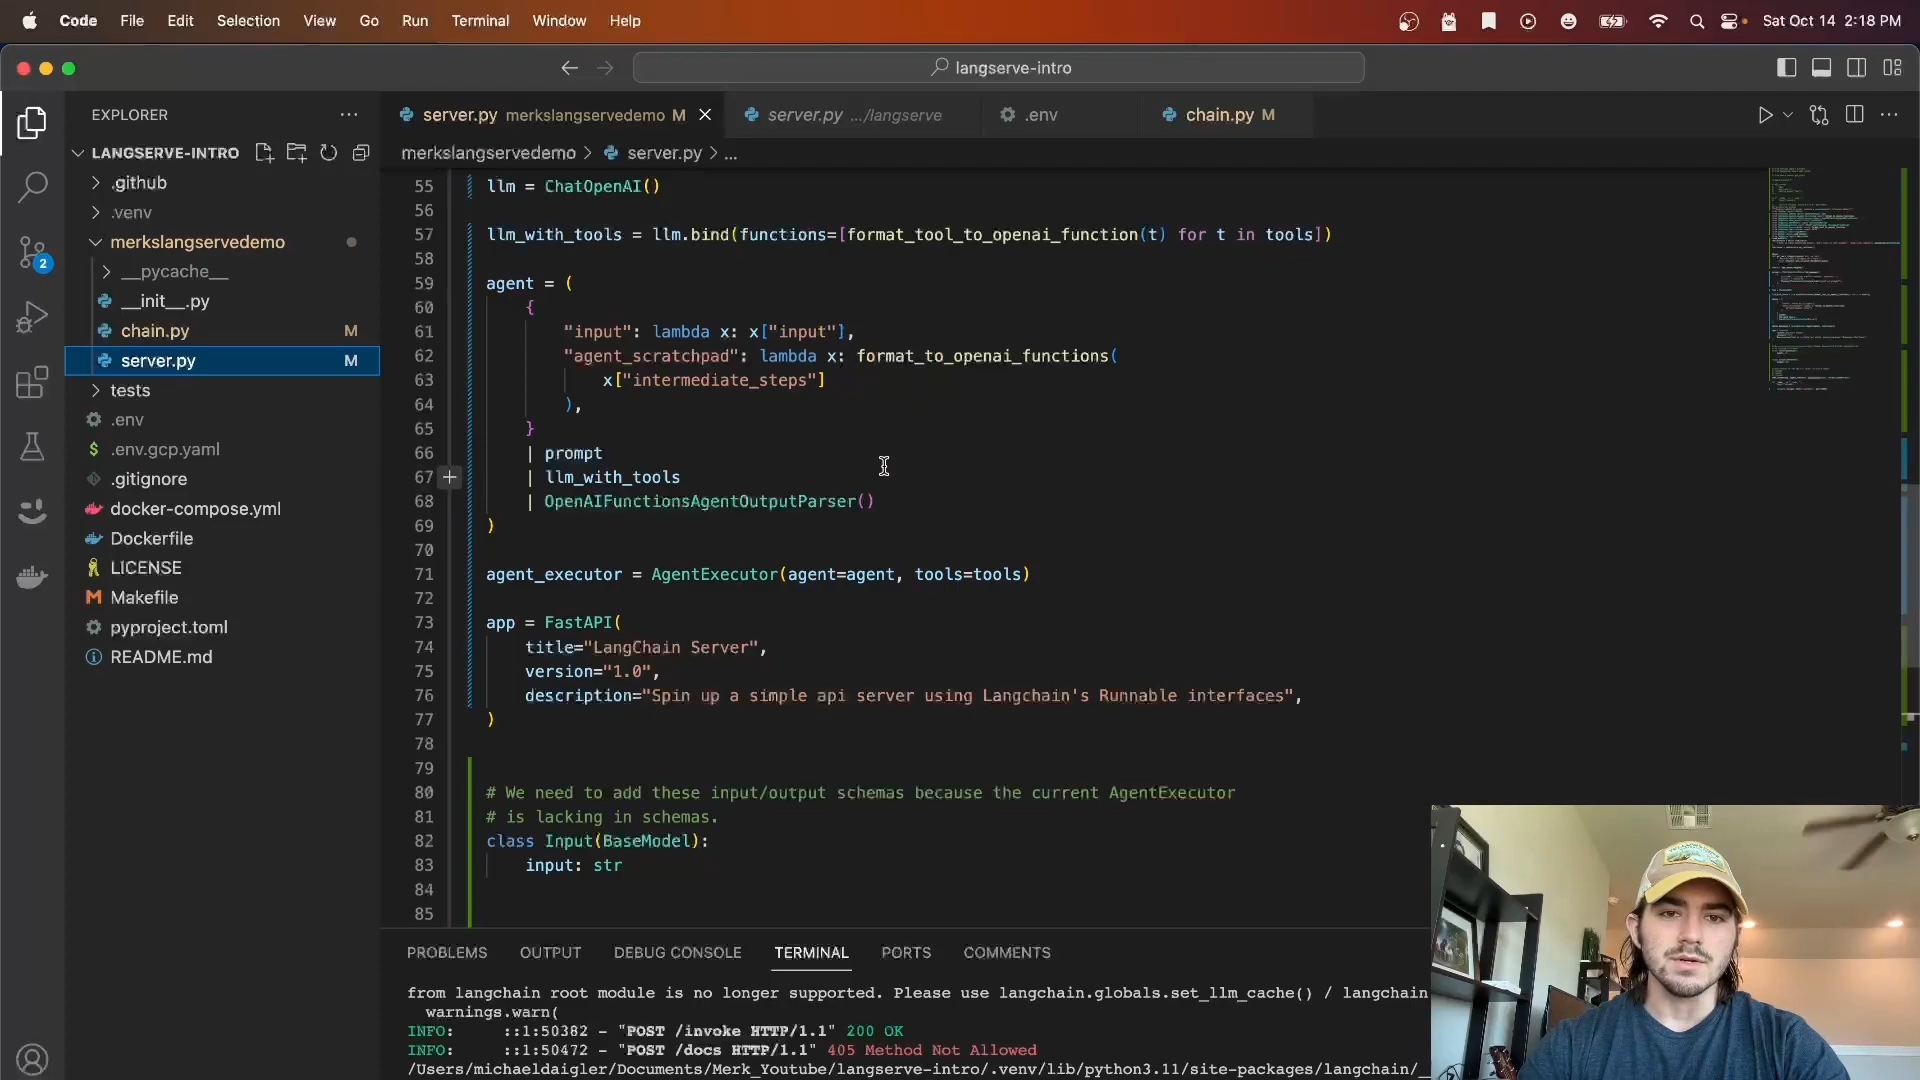 Code File Edit Selection View Go Run Terminal Window Help
Sat Oct 14 2:18 PM
langserve-intro
EXPLORER
server.py merkslangservedemo M
server.py .../langserve
.env
chain.py M
LANGSERVE-INTRO
merkslangservedemo > server.py > ...
.github
.venv
merkslangservedemo
__pycache__
__init__.py
chain.py M
server.py M
tests
.env
.env.gcp.yaml
.gitignore
docker-compose.yml
Dockerfile
LICENSE
Makefile
pyproject.toml
README.md
2
55 llm = ChatOpenAI()
56
57 llm_with_tools = llm.bind(functions=[format_tool_to_openai_function(t) for t in tools])
58
59 agent = (
60 {
61 "input": lambda x: x["input"],
62 "agent_scratchpad": lambda x: format_to_openai_functions(
63 x["intermediate_steps"]
64 ),
65 }
66 | prompt
67 | llm_with_tools
68 | OpenAIFunctionsAgentOutputParser()
69 )
70
71 agent_executor = AgentExecutor(agent=agent, tools=tools)
72
73 app = FastAPI(
74 title="LangChain Server",
75 version="1.0",
76 description="Spin up a simple api server using Langchain's Runnable interfaces",
77 )
78
79
80 # We need to add these input/output schemas because the current AgentExecutor
81 # is lacking in schemas.
82 class Input(BaseModel):
83 input: str
84
85
PROBLEMS OUTPUT DEBUG CONSOLE TERMINAL PORTS COMMENTS
from langchain root module is no longer supported. Please use langchain.globals.set_llm_cache() / langchain
warnings.warn(
INFO: ::1:50382 - "POST /invoke HTTP/1.1" 200 OK
INFO: ::1:50472 - "POST /docs HTTP/1.1" 405 Method Not Allowed
/Users/michaeldaigler/Documents/Merk_Youtube/langserve-intro/.venv/lib/python3.11/site-packages/langchain/_